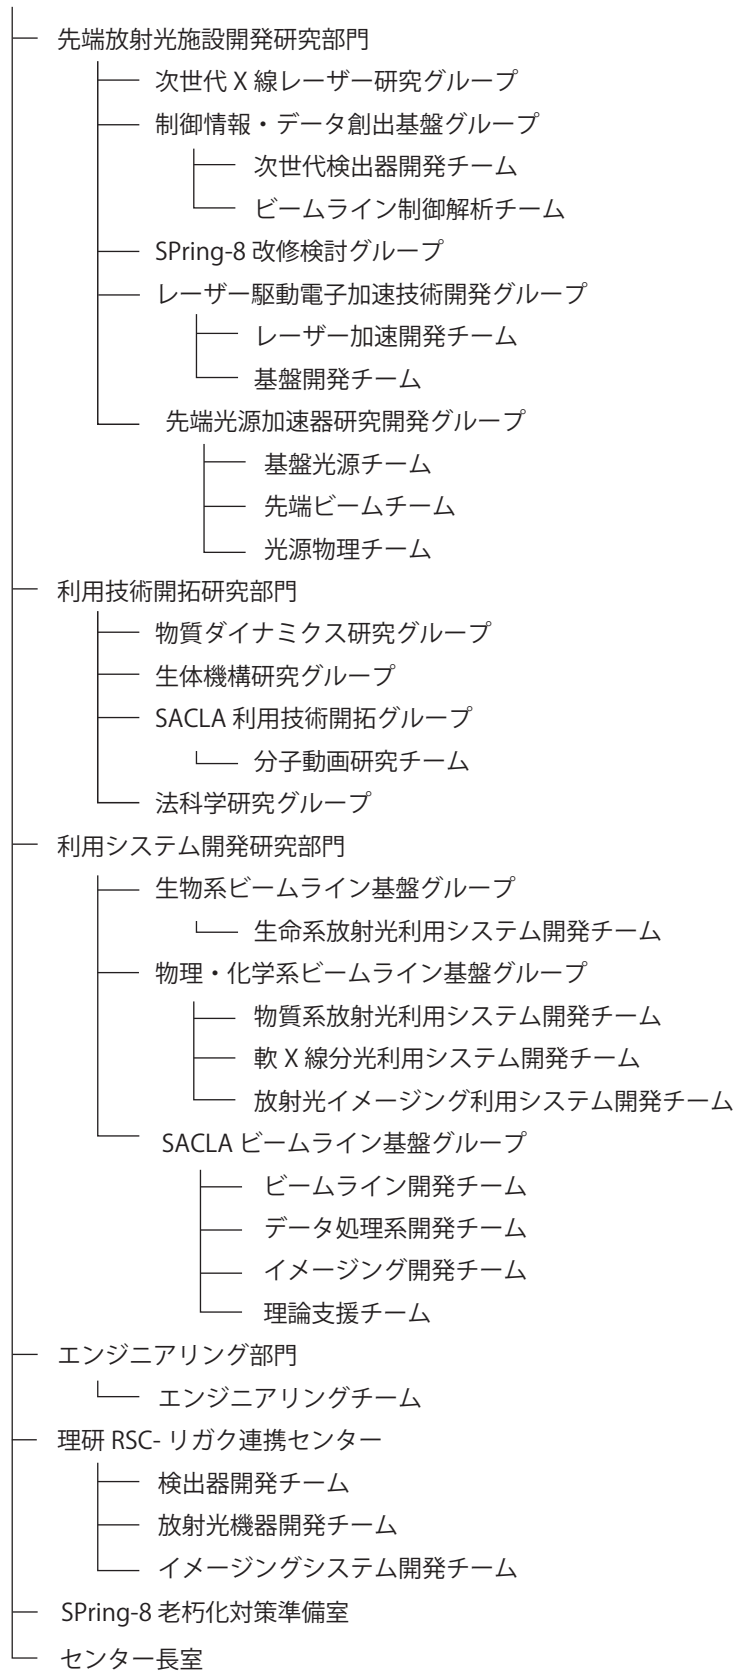 先端放射光施設開発研究部門
次世代 X 線レーザー研究グループ
制御情報・データ創出基盤グループ
次世代検出器開発チーム
ビームライン制御解析チーム
SPring-8 改修検討グループ
レーザー駆動電子加速技術開発グループ
レーザー加速開発チーム
基盤開発チーム
先端光源加速器研究開発グループ
基盤光源チーム
先端ビームチーム
光源物理チーム
利用技術開拓研究部門
物質ダイナミクス研究グループ
生体機構研究グループ
SACLA 利用技術開拓グループ
分子動画研究チーム
法科学研究グループ
利用システム開発研究部門
生物系ビームライン基盤グループ
生命系放射光利用システム開発チーム
物理・化学系ビームライン基盤グループ
物質系放射光利用システム開発チーム
軟 X 線分光利用システム開発チーム
放射光イメージング利用システム開発チーム
SACLA ビームライン基盤グループ
ビームライン開発チーム
データ処理系開発チーム
イメージング開発チーム
理論支援チーム
エンジニアリング部門
エンジニアリングチーム
理研 RSC- リガク連携センター
検出器開発チーム
放射光機器開発チーム
イメージングシステム開発チーム
SPring-8 老朽化対策準備室
センター長室